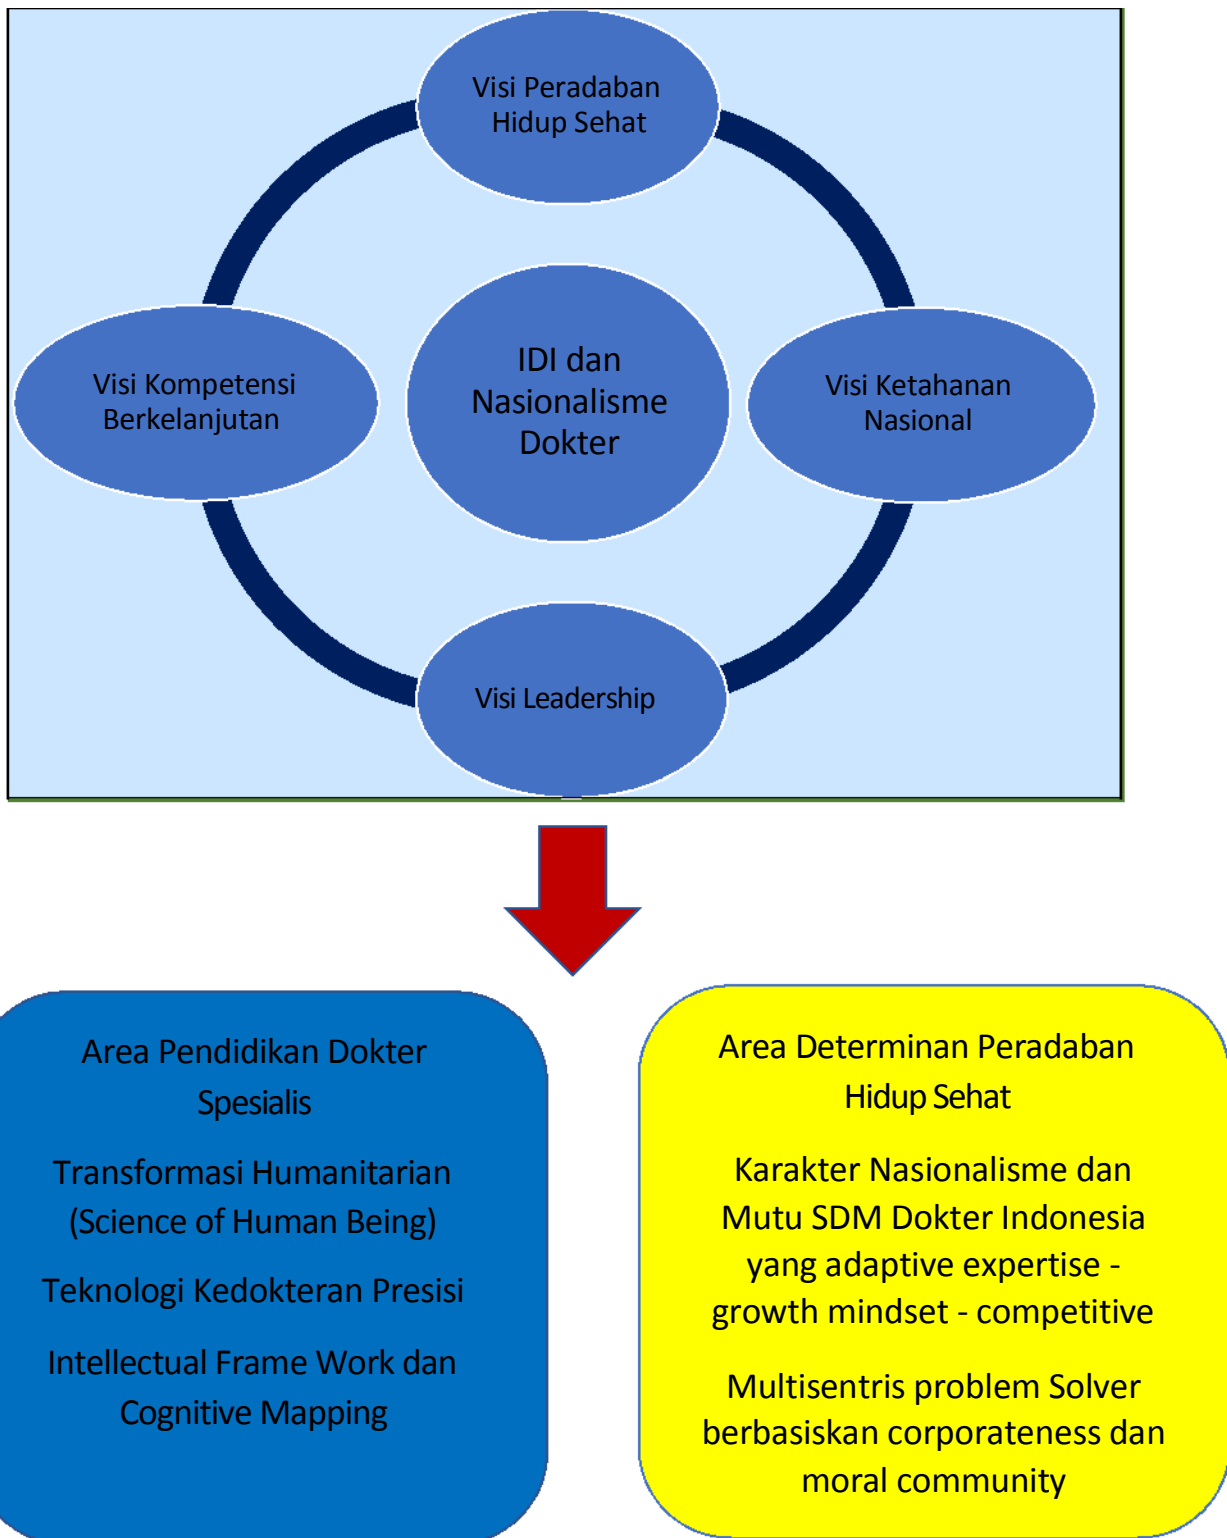 Visi Peradaban
Hidup Sehat
Visi Kompetensi
Berkelanjutan
IDI dan
Nasionalisme
Dokter
Visi Ketahanan
Nasional
Visi Leadership
Area Pendidikan Dokter
Spesialis
Transformasi Humanitarian
(Science of Human Being)
Teknologi Kedokteran Presisi
Intellectual Frame Work dan
Cognitive Mapping
Area Determinan Peradaban
Hidup Sehat
Karakter Nasionalisme dan
Mutu SDM Dokter Indonesia
yang adaptive expertise -
growth mindset - competitive
Multisentris problem Solver
berbasiskan corporateness dan
moral community